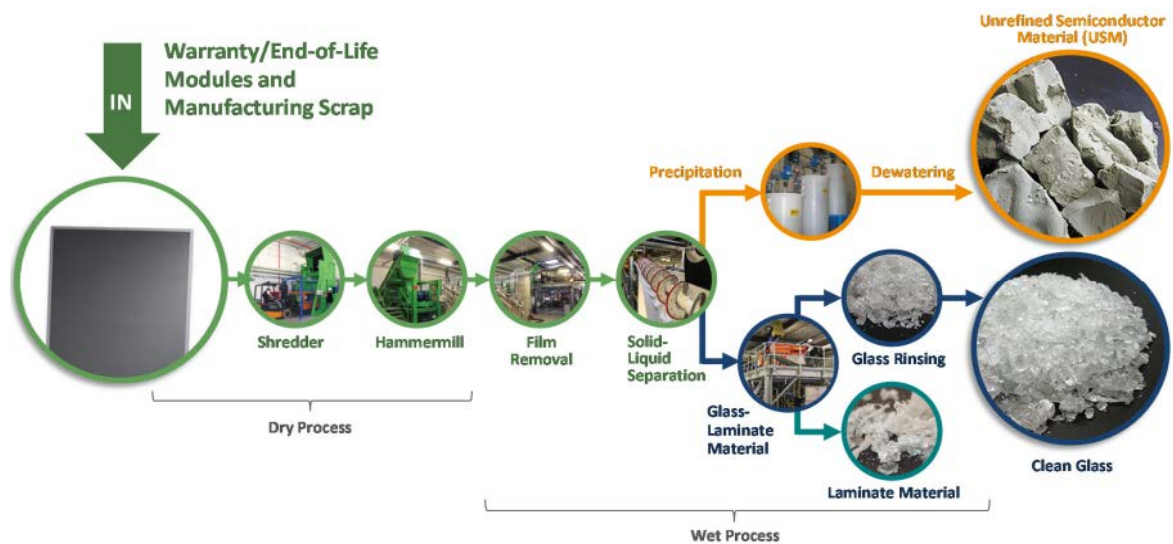 Warranty/End-of-Life
Modules and
Manufacturing Scrap
IN
Unrefined Semiconductor
Material (USM)
Precipitation
Dewatering
Shredder
Hammermill
Film
Removal
Solid-
Liquid
Separation
Glass Rinsing
Glass-
Laminate
Material
Laminate Material
Clean Glass
Dry Process
Wet Process